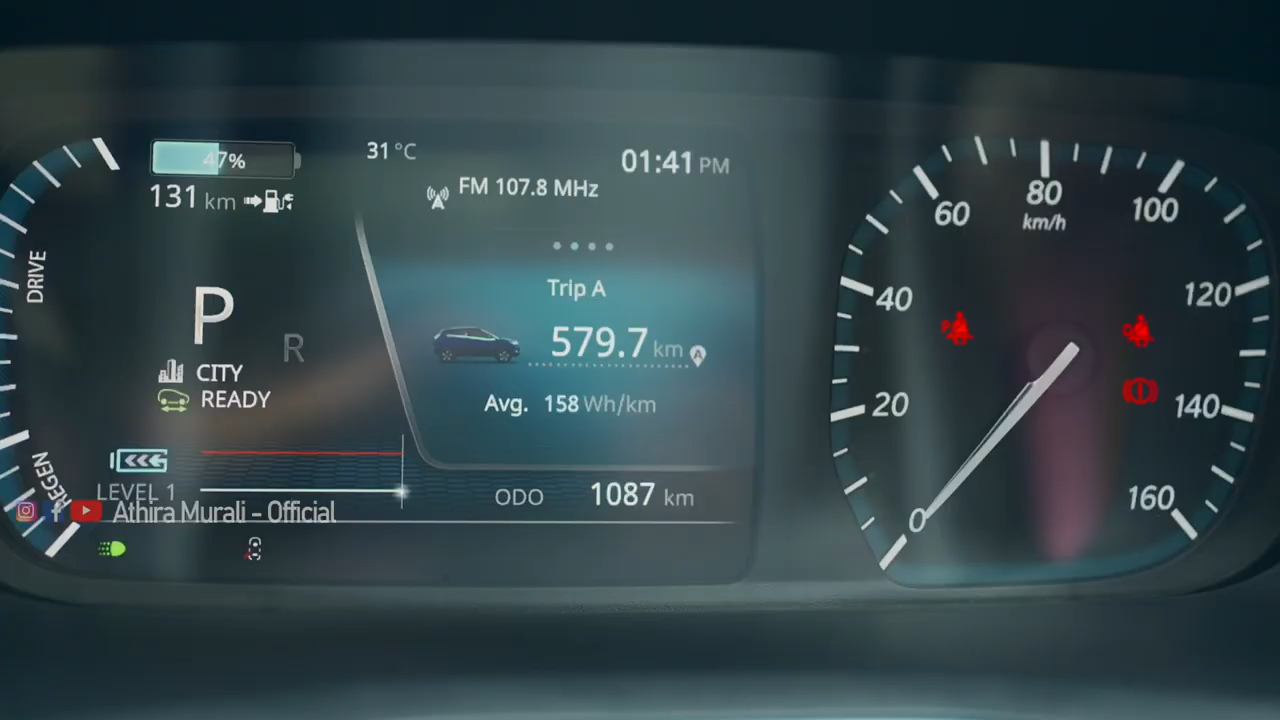 47%
131 km
31 °C
FM 107.8 MHz
01:41 PM
DRIVE
P
R
CITY
READY
Trip A
579.7 km
A
Avg. 158 Wh/km
REGEN
LEVEL 1
ODO 1087 km
Athira Murali - Official
0
20
40
60
80
100
120
140
160
km/h